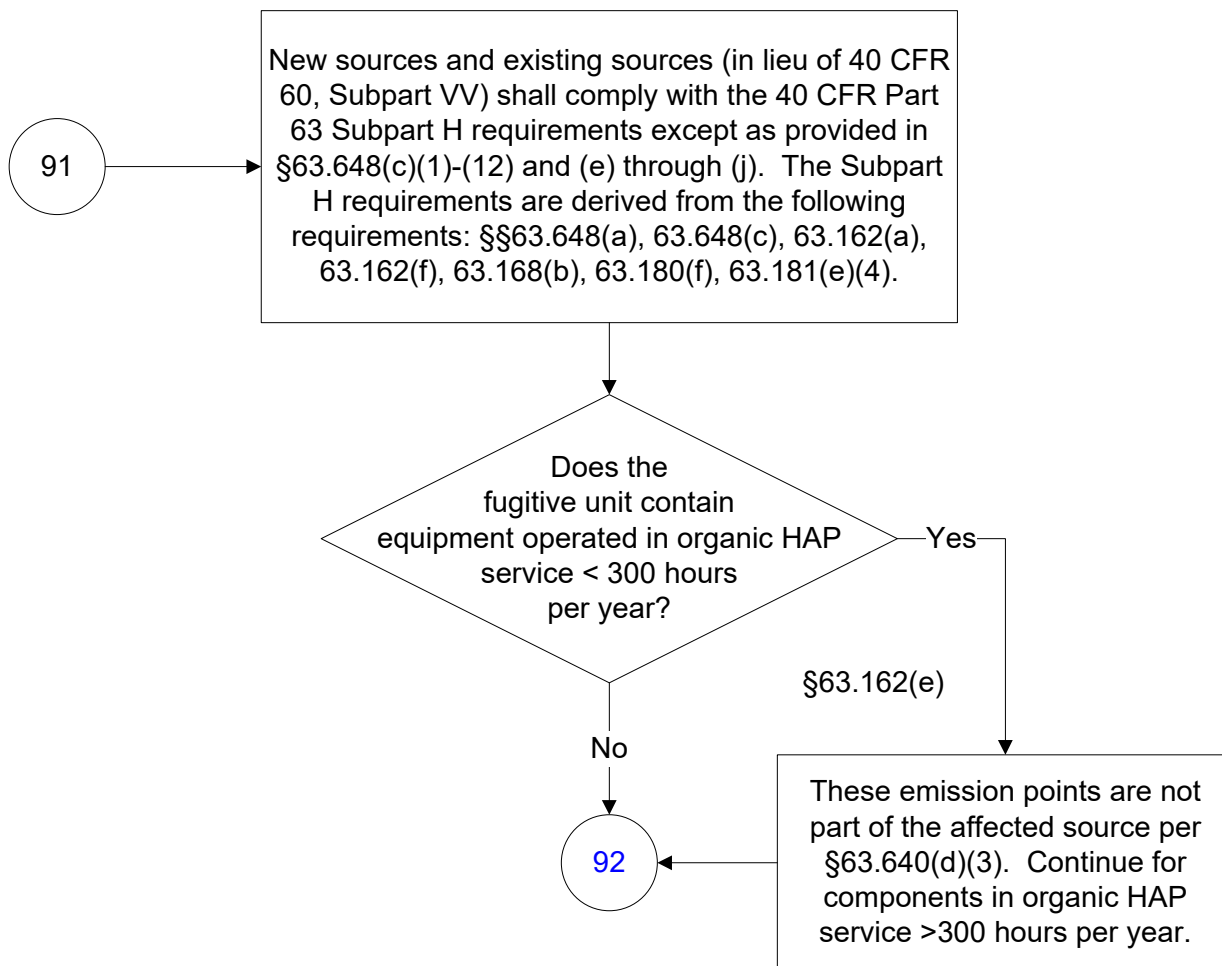 91
New sources and existing sources (in lieu of 40 CFR
60, Subpart VV) shall comply with the 40 CFR Part
63 Subpart H requirements except as provided in
§63.648(c)(1)-(12) and (e) through (j). The Subpart
H requirements are derived from the following
requirements: §§63.648(a), 63.648(c), 63.162(a),
63.162(f), 63.168(b), 63.180(f), 63.181(e)(4).
Does the
fugitive unit contain
equipment operated in organic HAP
service < 300 hours
per year?
Yes
§63.162(e)
No
These emission points are not
part of the affected source per
§63.640(d)(3). Continue for
components in organic HAP
service >300 hours per year.
92